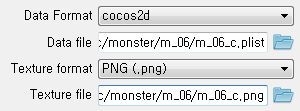 Data Format cocos2d
Data file :/monster/m_06/m_06_c.plist
Texture format PNG (.png)
Texture file :/monster/m_06/m_06_c.png